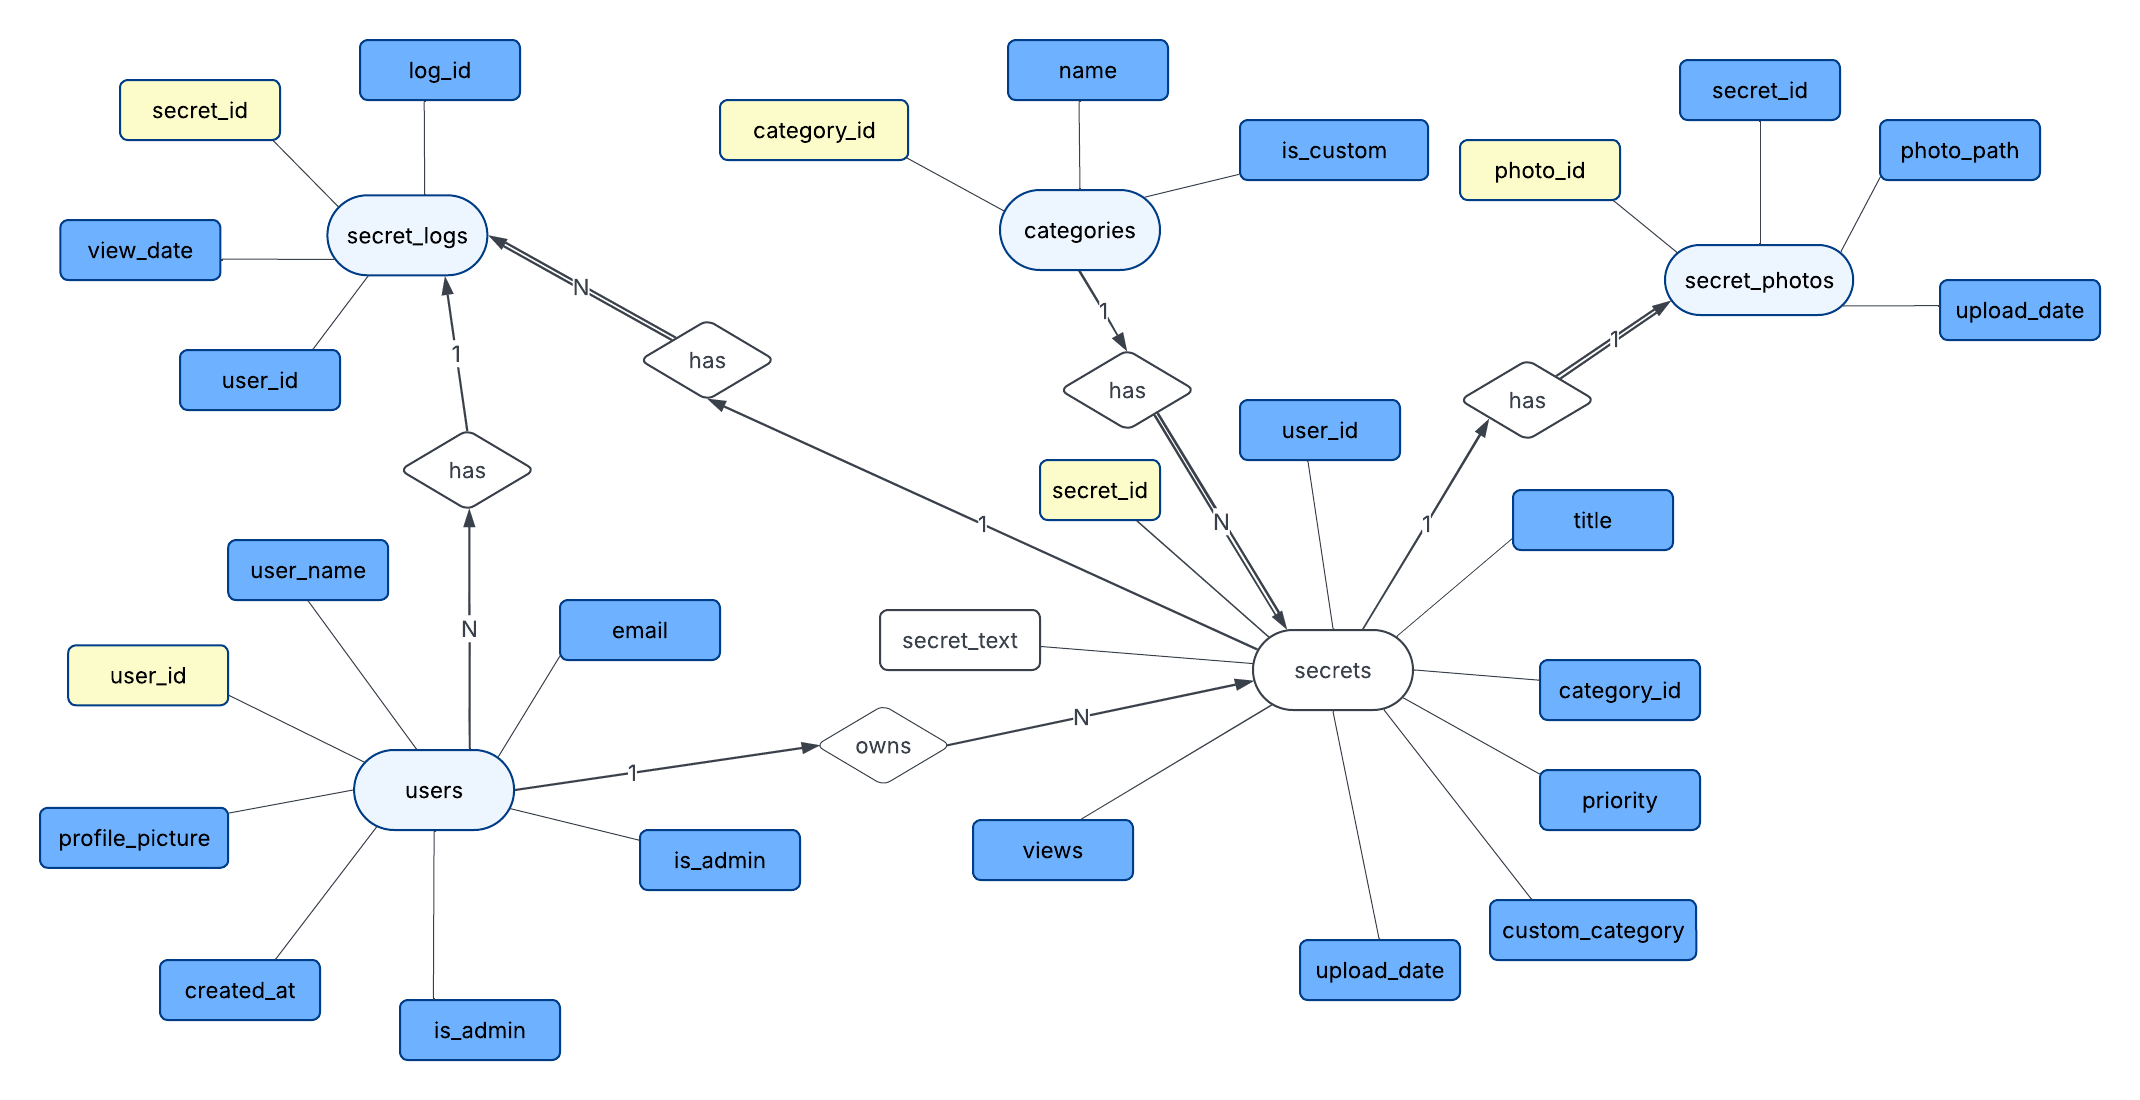 log_id
name
secret_id
secret_id
category_id
is_custom
photo_path
photo_id
secret_logs
categories
view_date
secret_photos
N
upload_date
1
1
1
has
user_id
has
has
user_id
has
secret_id
N
1
1
title
user_name
N
email
secret_text
secrets
user_id
category_id
N
owns
1
users
priority
profile_picture
views
is_admin
custom_category
upload_date
created_at
is_admin